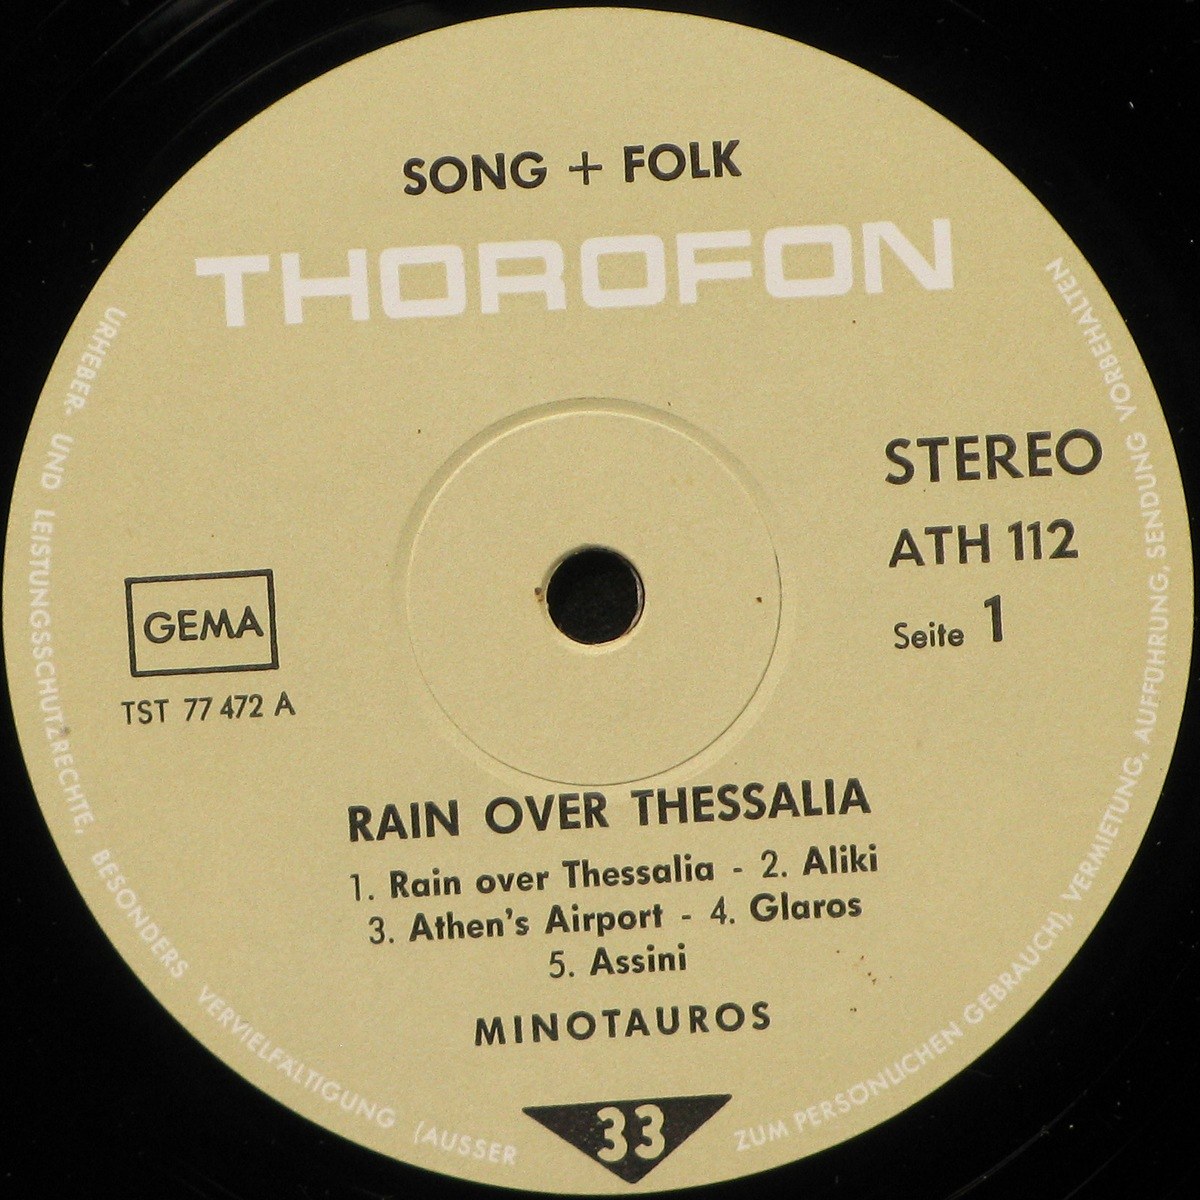 SONG + FOLK
THOROFON
STEREO
ATH 112
Seite 1
GEMA
TST 77 472 A
RAIN OVER THESSALIA
1. Rain over Thessalia - 2. Aliki
3. Athen's Airport - 4. Glaros
5. Assini
MINOTAUROS
33
URHEBER- UND LEISTUNGSSCHUTZRECHTE, BESONDERS VERVIELFÄLTIGUNG (AUSSER ZUM PERSÖNLICHEN GEBRAUCH), VERMIETUNG, AUFFÜHRUNG, SENDUNG VORBEHALTEN